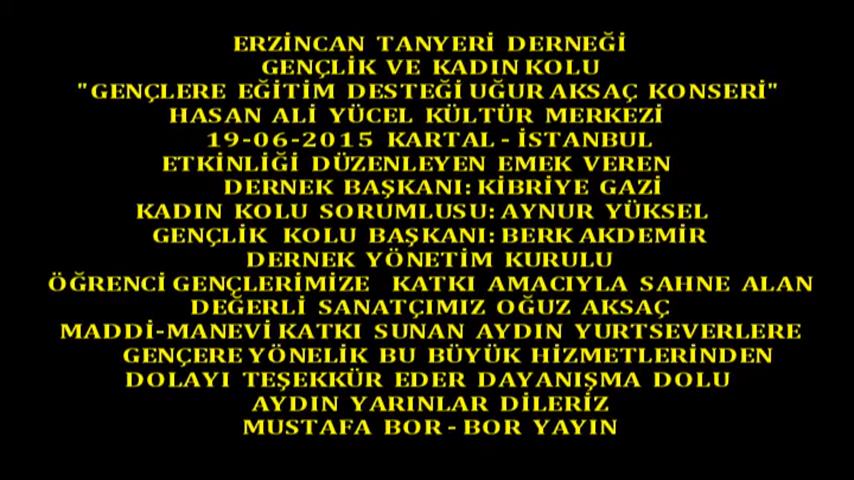 ERZİNCAN TANYERİ DERNEĞİ
GENÇLİK VE KADIN KOLU
"GENÇLERE EĞİTİM DESTEĞİ UĞUR AKSAÇ KONSERİ"
HASAN ALİ YÜCEL KÜLTÜR MERKEZİ
19-06-2015 KARTAL - İSTANBUL
ETKİNLİĞİ DÜZENLEYEN EMEK VEREN
DERNEK BAŞKANI: KİBRİYE GAZİ
KADIN KOLU SORUMLUSU: AYNUR YÜKSEL
GENÇLİK KOLU BAŞKANI: BERK AKDEMİR
DERNEK YÖNETİM KURULU
ÖĞRENCİ GENÇLERİMİZE KATKI AMACIYLA SAHNE ALAN
DEĞERLİ SANATÇIMIZ OĞUZ AKSAÇ
MADDİ-MANEVİ KATKI SUNAN AYDIN YURTSEVERLERE
GENÇERE YÖNELİK BU BÜYÜK HİZMETLERİNDEN
DOLAYI TEŞEKKÜR EDER DAYANIŞMA DOLU
AYDIN YARINLAR DİLERİZ
MUSTAFA BOR - BOR YAYIN